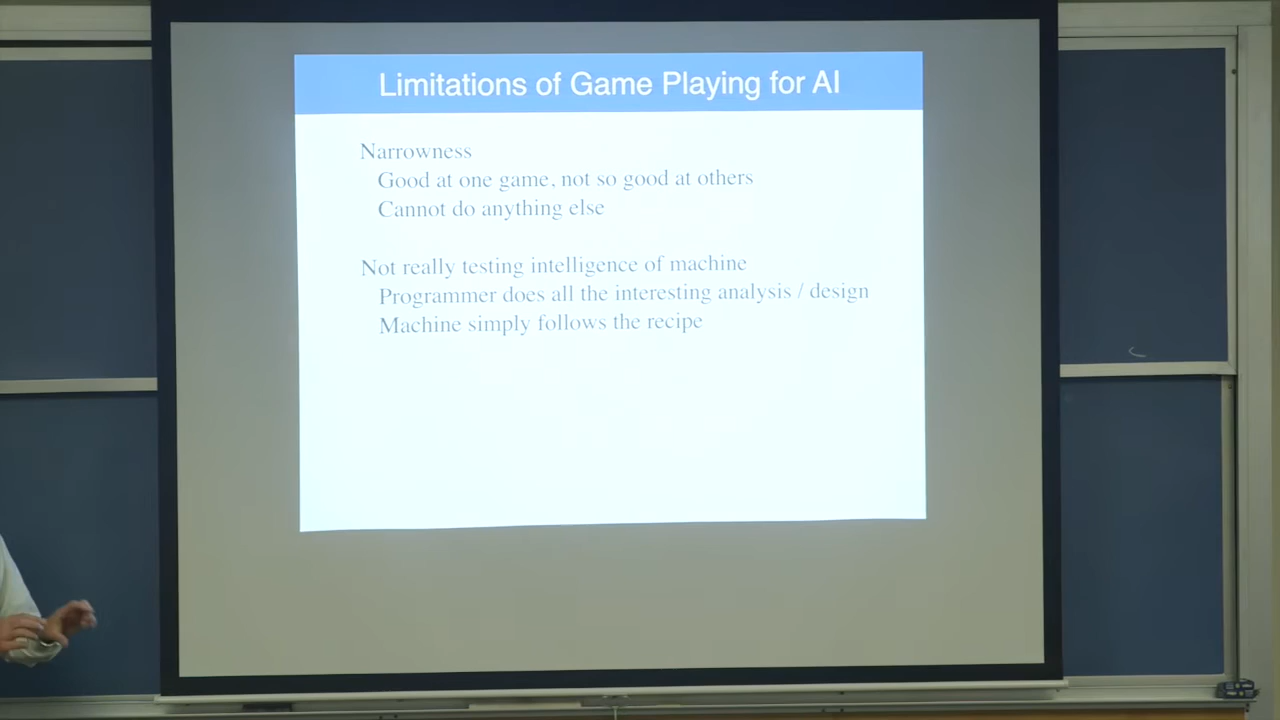 Limitations of Game Playing for AI
Narrowness
Good at one game, not so good at others
Cannot do anything else
Not really testing intelligence of machine
Programmer does all the interesting analysis / design
Machine simply follows the recipe